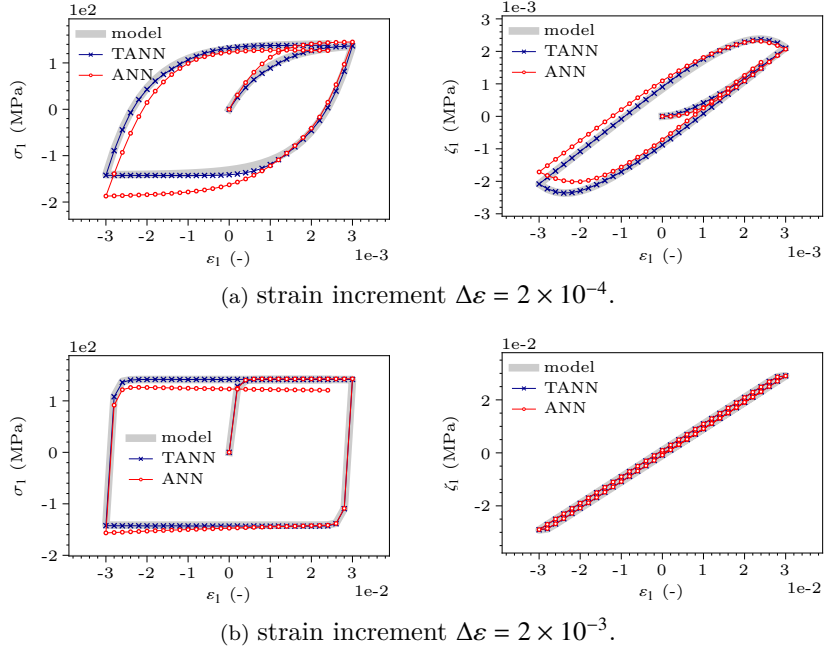 1e-2
1e-3
model
TANN
ANN
1
0
-1
-2
σ1 (MPa)
-3 -2 -1 0 1 2 3
ε1 (-)
1e-3
model
TANN
ANN
3
2
1
0
-1
-2
-3
ζ1 (MPa)
-3 -2 -1 0 1 2 3
ε1 (-)
1e-3
(a) strain increment Δε = 2 × 10⁻⁴.
1e2
model
TANN
ANN
1
0
-1
-2
σ1 (MPa)
-3 -2 -1 0 1 2 3
ε1 (-)
1e-2
1e-2
model
TANN
ANN
2
0
-2
ζ1 (MPa)
-3 -2 -1 0 1 2 3
ε1 (-)
1e-2
(b) strain increment Δε = 2 × 10⁻³.